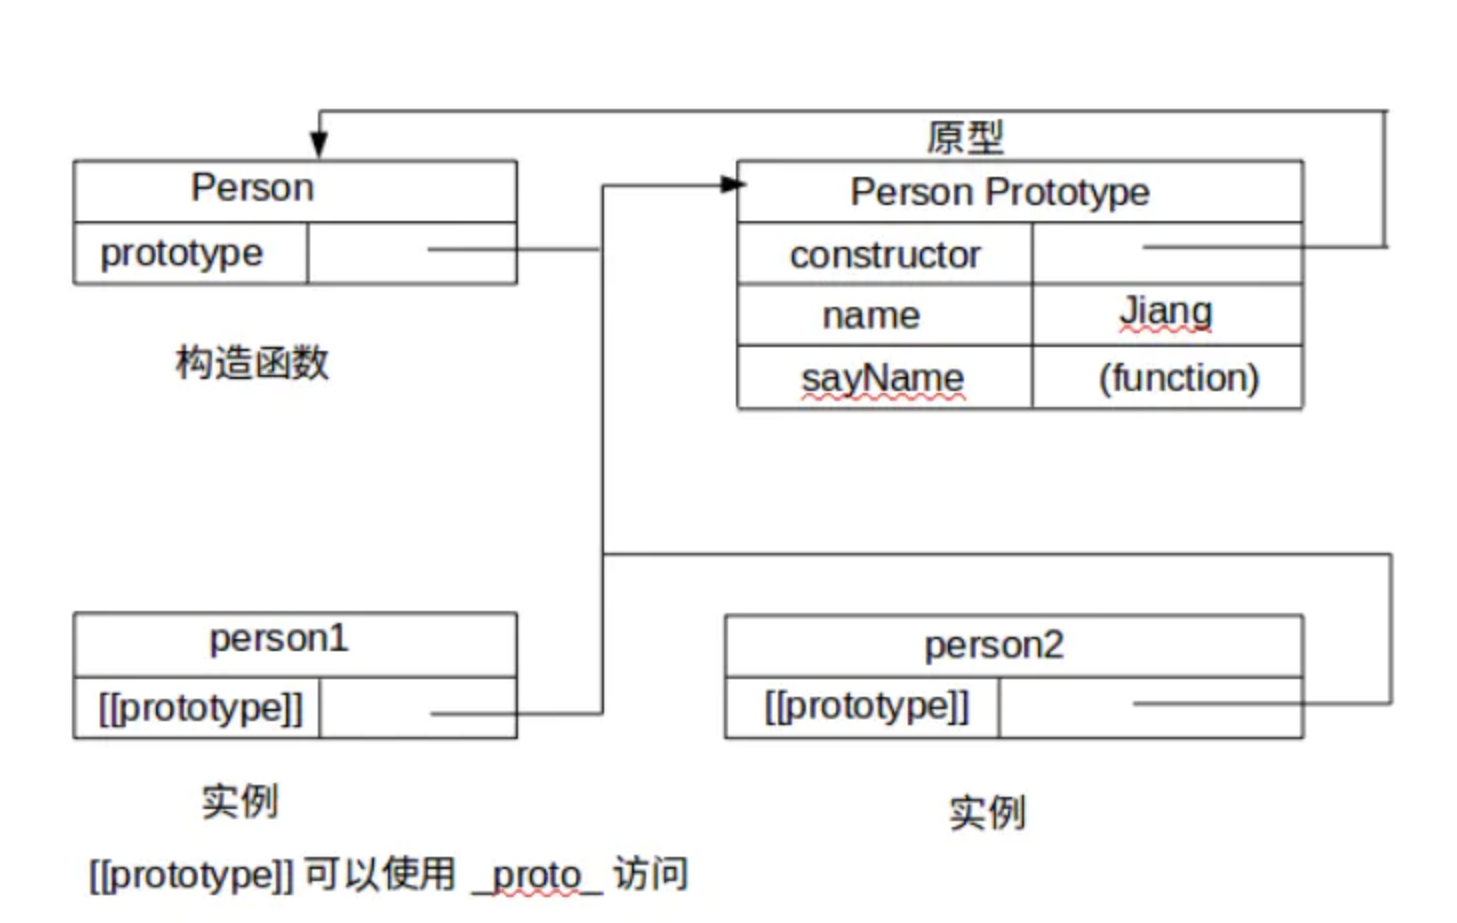 原型
Person
Person Prototype
prototype
constructor
name
Jiang
sayName
(function)
构造函数
person1
person2
[[prototype]]
[[prototype]]
实例
实例
[[prototype]] 可以使用 _proto_ 访问